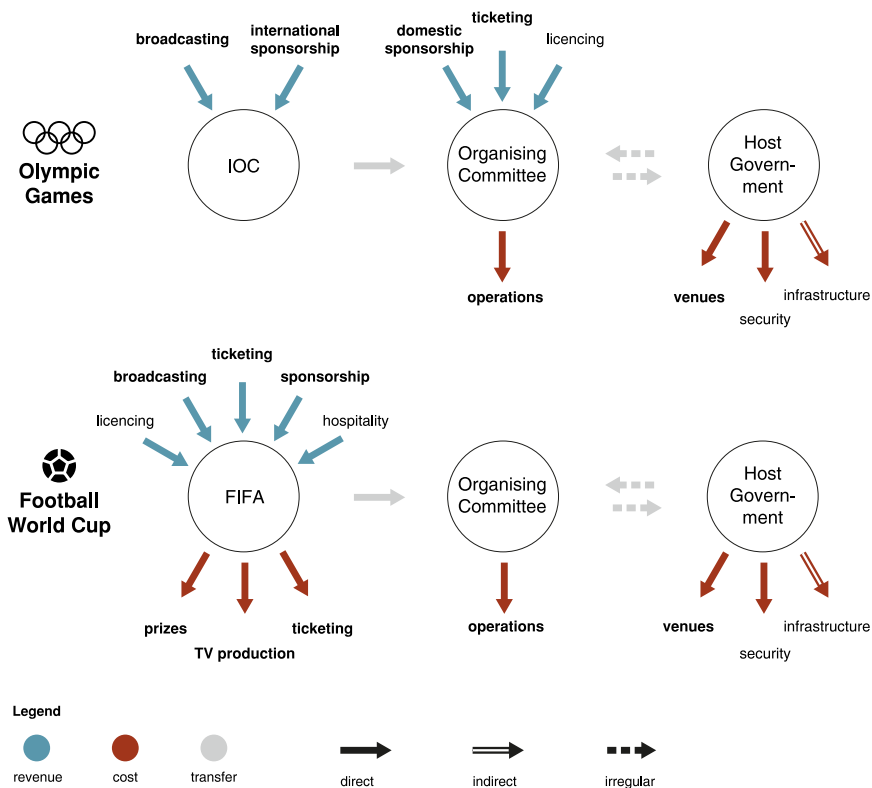 broadcasting
international
sponsorship
domestic
sponsorship
ticketing
licencing
Olympic
Games
IOC
Organising
Committee
Host
Govern-
ment
operations
venues
security
infrastructure
ticketing
broadcasting
sponsorship
licencing
hospitality
Football
World Cup
FIFA
Organising
Committee
Host
Govern-
ment
prizes
TV production
ticketing
operations
venues
security
infrastructure
Legend
revenue
cost
transfer
direct
indirect
irregular